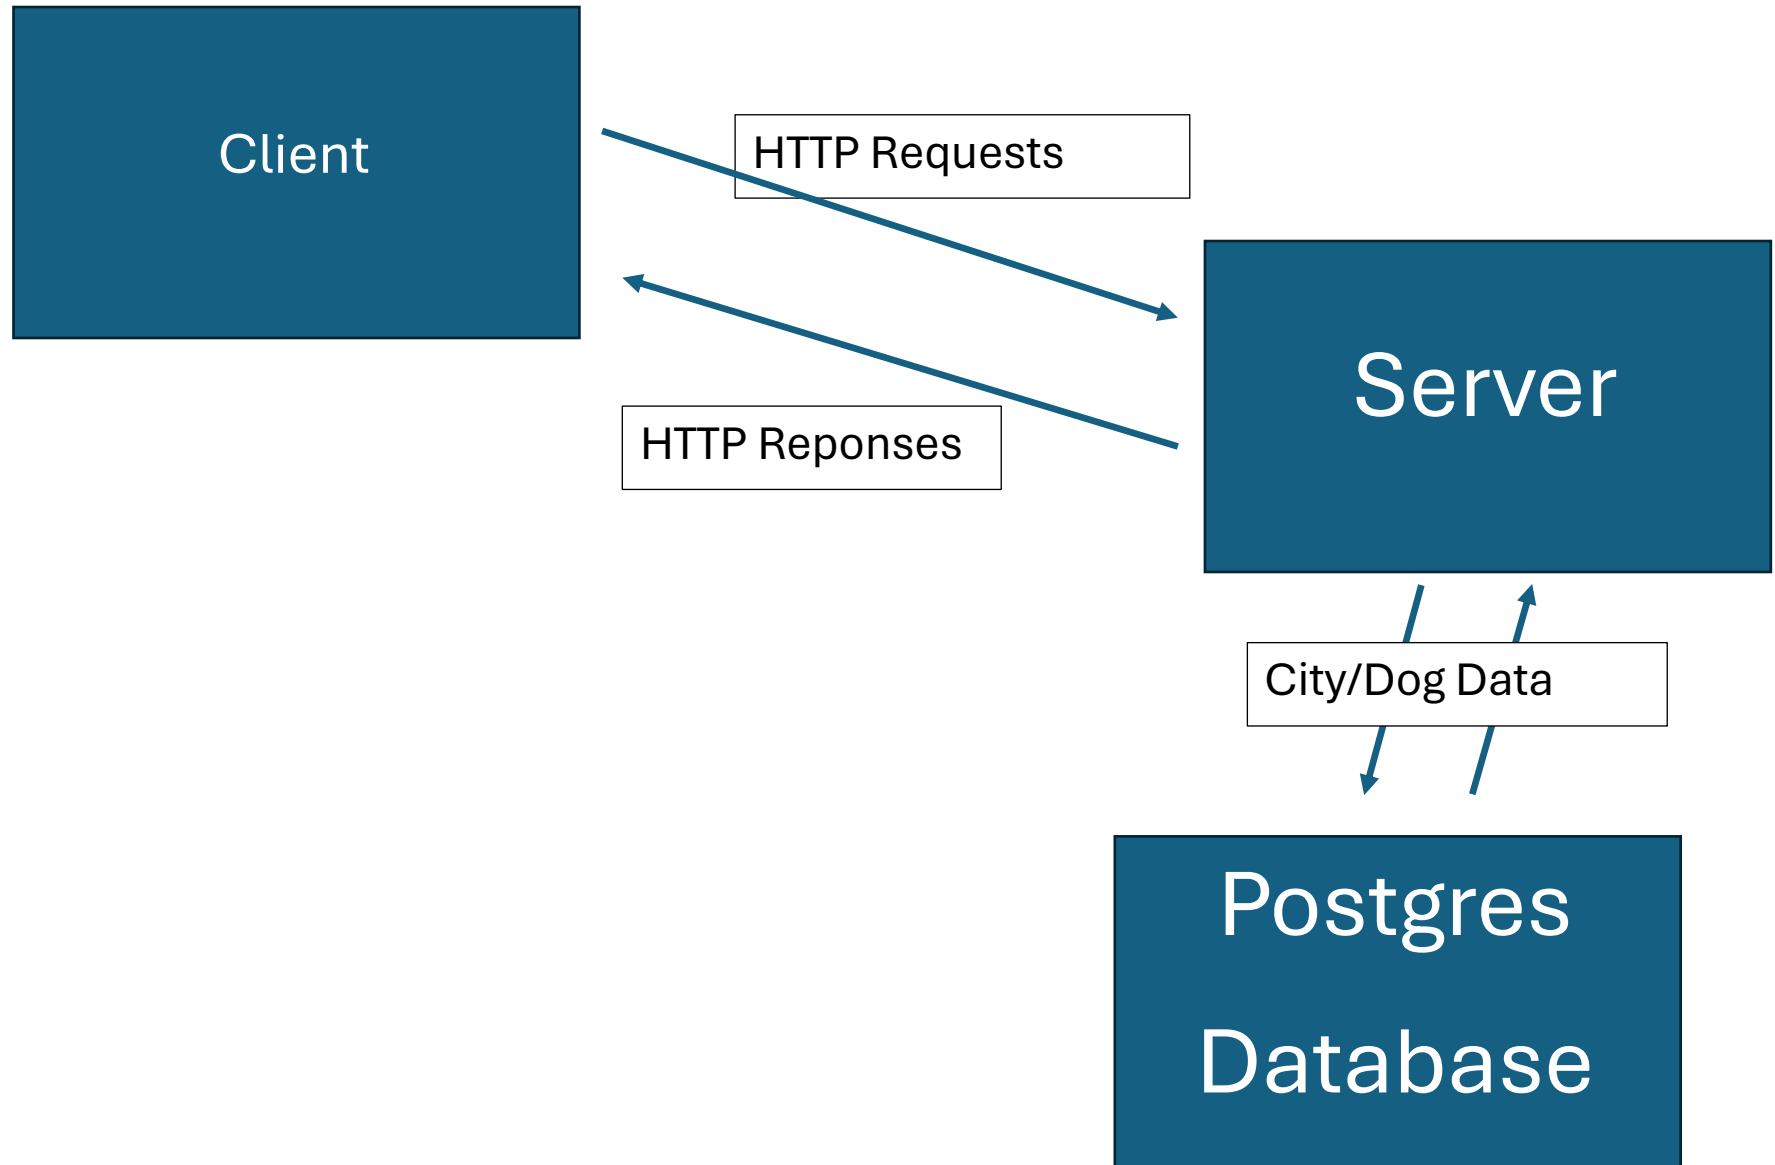 Client
HTTP Requests
Server
HTTP Reponses
City/Dog Data
Postgres
Database